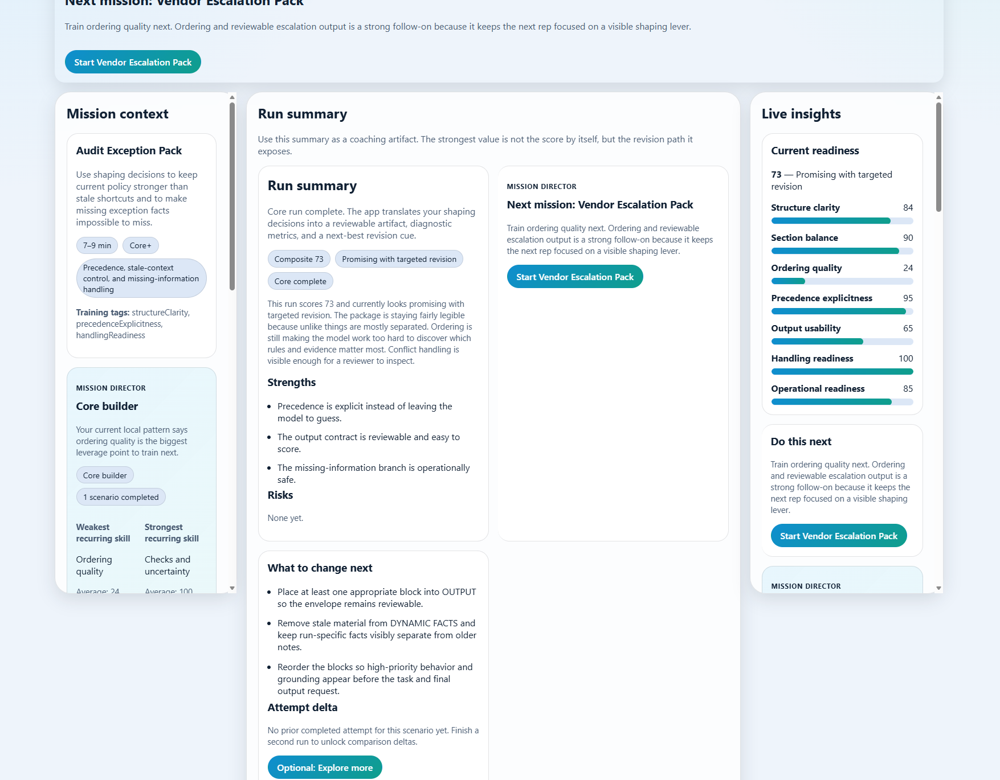 Next mission: Vendor Escalation Pack
Train ordering quality next. Ordering and reviewable escalation output is a strong follow-on because it keeps the next rep focused on a visible shaping lever.
Start Vendor Escalation Pack
Mission context
Audit Exception Pack
Use shaping decisions to keep
current policy stronger than
stale shortcuts and to make
missing exception facts
impossible to miss.
7–9 min
Core+
Precedence, stale-context
control, and missing-information
handling
Training tags: structureClarity,
precedenceExplicitness,
handlingReadiness
MISSION DIRECTOR
Core builder
Your current local pattern says
ordering quality is the biggest
leverage point to train next.
Core builder
1 scenario completed
Weakest
recurring skill
Ordering
quality
Average: 24
Strongest
recurring skill
Checks and
uncertainty
Average: 100
Run summary
Use this summary as a coaching artifact. The strongest value is not the score by itself, but the revision path it
exposes.
Run summary
Core run complete. The app translates your shaping
decisions into a reviewable artifact, diagnostic
metrics, and a next-best revision cue.
Composite 73
Promising with targeted revision
Core complete
This run scores 73 and currently looks promising with
targeted revision. The package is staying fairly legible
because unlike things are mostly separated. Ordering is
still making the model work too hard to discover which
rules and evidence matter most. Conflict handling is
visible enough for a reviewer to inspect.
Strengths
• Precedence is explicit instead of leaving the
model to guess.
• The output contract is reviewable and easy to
score.
• The missing-information branch is operationally
safe.
Risks
None yet.
MISSION DIRECTOR
Next mission: Vendor Escalation Pack
Train ordering quality next. Ordering and reviewable
escalation output is a strong follow-on because it keeps
the next rep focused on a visible shaping lever.
Start Vendor Escalation Pack
What to change next
• Place at least one appropriate block into OUTPUT
so the envelope remains reviewable.
• Remove stale material from DYNAMIC FACTS and
keep run-specific facts visibly separate from older
notes.
• Reorder the blocks so high-priority behavior and
grounding appear before the task and final
output request.
Attempt delta
No prior completed attempt for this scenario yet. Finish a
second run to unlock comparison deltas.
Optional: Explore more
Live insights
Current readiness
73 — Promising with targeted
revision
Structure clarity 84
Section balance 90
Ordering quality 24
Precedence explicitness 95
Output usability 65
Handling readiness 100
Operational readiness 85
Do this next
Train ordering quality next. Ordering
and reviewable escalation output is a
strong follow-on because it keeps the
next rep focused on a visible shaping
lever.
Start Vendor Escalation Pack
MISSION DIRECTOR